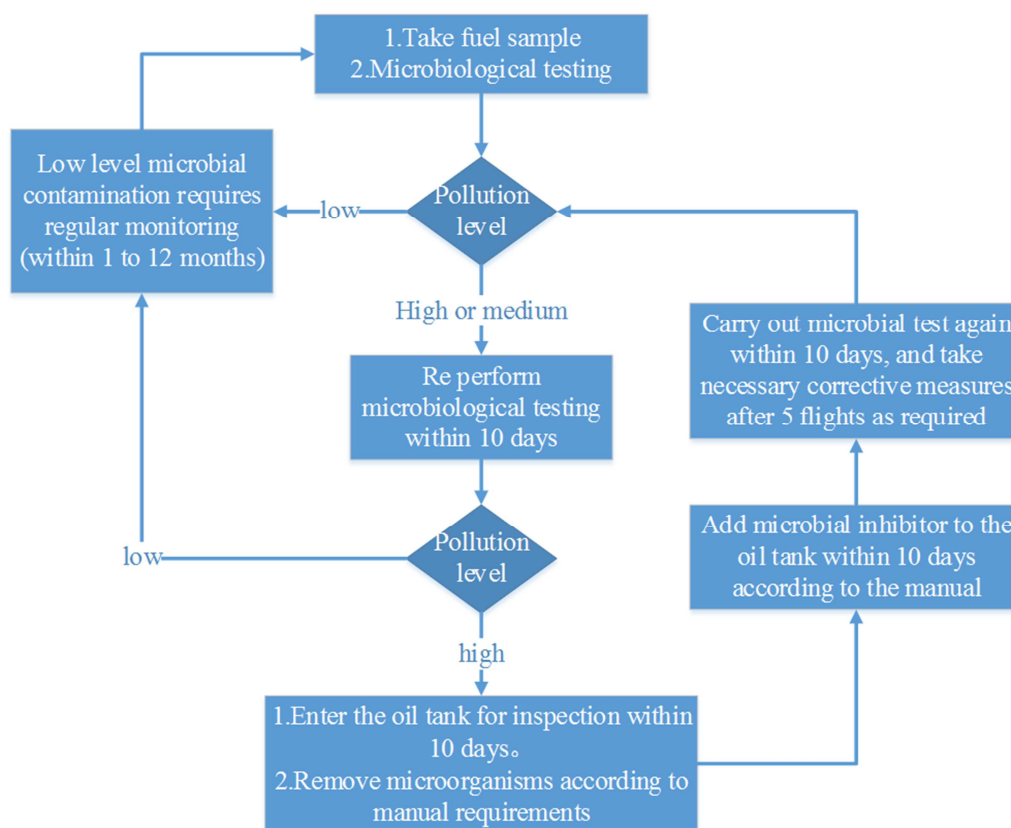 1.Take fuel sample
2.Microbiological testing
Low level microbial
contamination requires
regular monitoring
(within 1 to 12 months)
low
Pollution
level
High or medium
Re perform
microbiological testing
within 10 days
Carry out microbial test again
within 10 days, and take
necessary corrective measures
after 5 flights as required
low
Pollution
level
Add microbial inhibitor to the
oil tank within 10 days
according to the manual
high
1.Enter the oil tank for inspection within
10 days。
2.Remove microorganisms according to
manual requirements